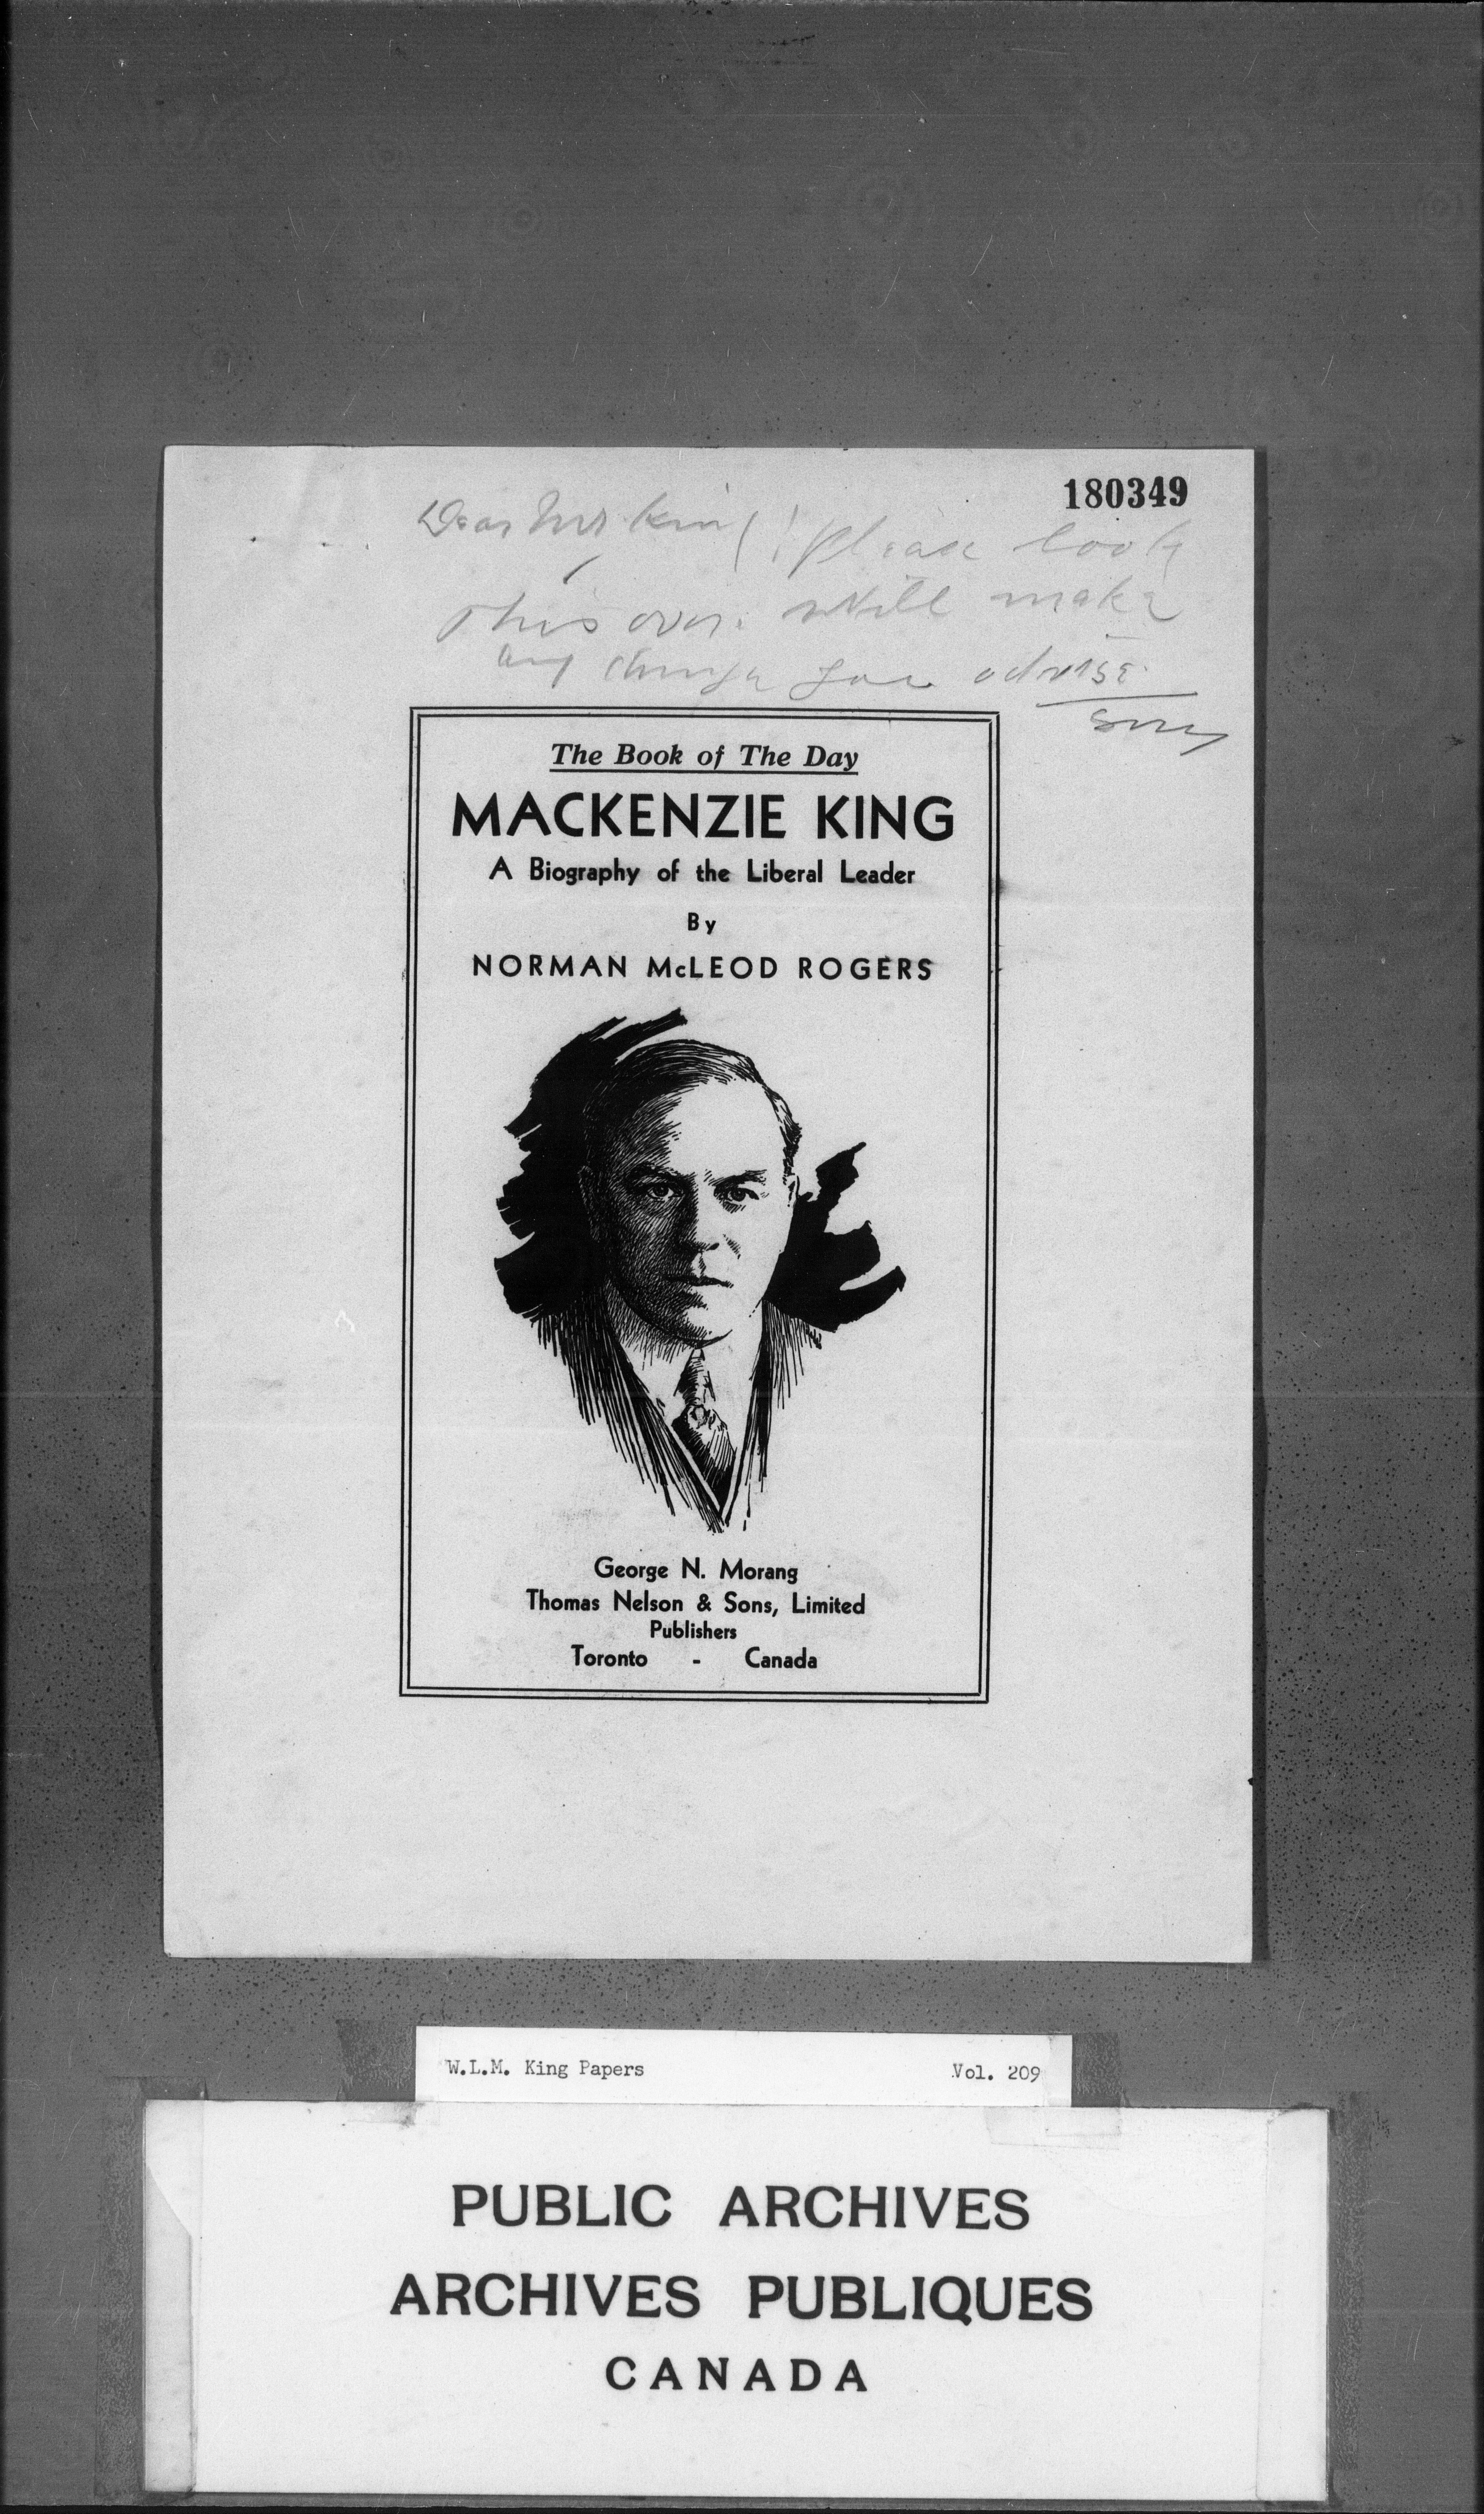 180349
Dear Mr King! please look
this over. Will make
any change you advise
The Book of The Day
MACKENZIE KING
A Biography of the Liberal Leader
By
NORMAN McLEOD ROGERS
George N. Morang
Thomas Nelson & Sons, Limited
Publishers
Toronto - Canada
W.L.M. King Papers Vol. 209
PUBLIC ARCHIVES
ARCHIVES PUBLIQUES
CANADA